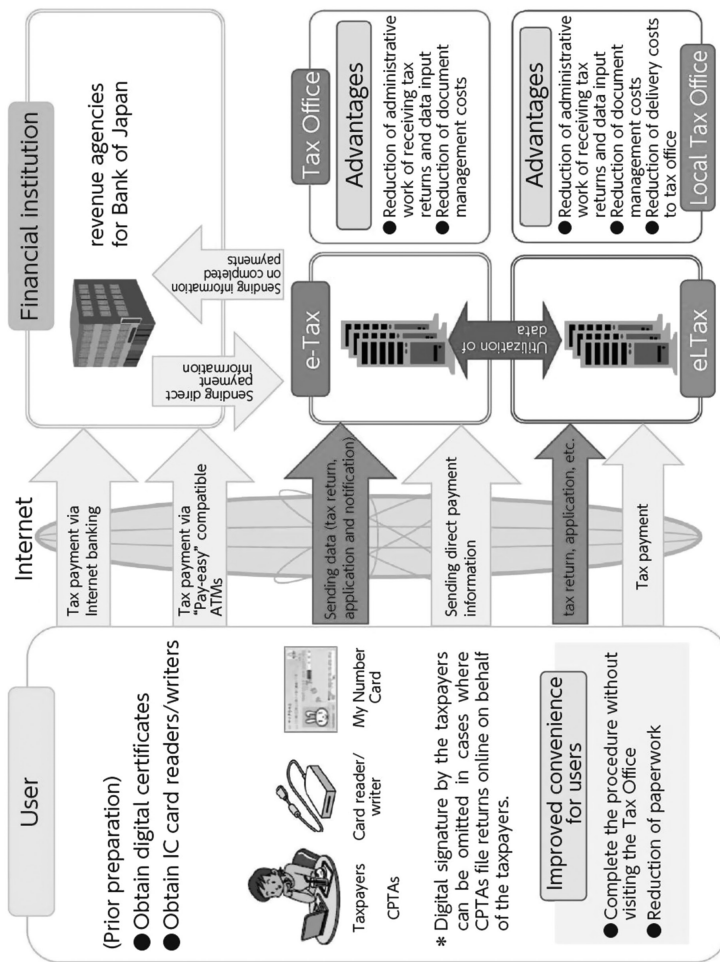 User
(Prior preparation)
● Obtain digital certificates
● Obtain IC card readers/writers
Taxpayers
CPTAs
Card reader/
writer
My Number
Card
* Digital signature by the taxpayers
can be omitted in cases where
CPTAs file returns online on behalf
of the taxpayers.
Improved convenience
for users
● Complete the procedure without
visiting the Tax Office
● Reduction of paperwork
Internet
Tax payment via
Internet banking
Tax payment via
"Pay-easy" compatible
ATMs
Sending data (tax return,
application and notification)
Sending direct payment
information
tax return, application, etc.
Tax payment
Financial institution
revenue agencies
for Bank of Japan
Sending direct
payment
information
Sending information
on completed
payments
e-Tax
Utilization of
data
eLTax
Tax Office
Advantages
● Reduction of administrative
work of receiving tax
returns and data input
● Reduction of document
management costs
Advantages
● Reduction of administrative
work of receiving tax
returns and data input
● Reduction of document
management costs
● Reduction of delivery costs
to tax office
Local Tax Office